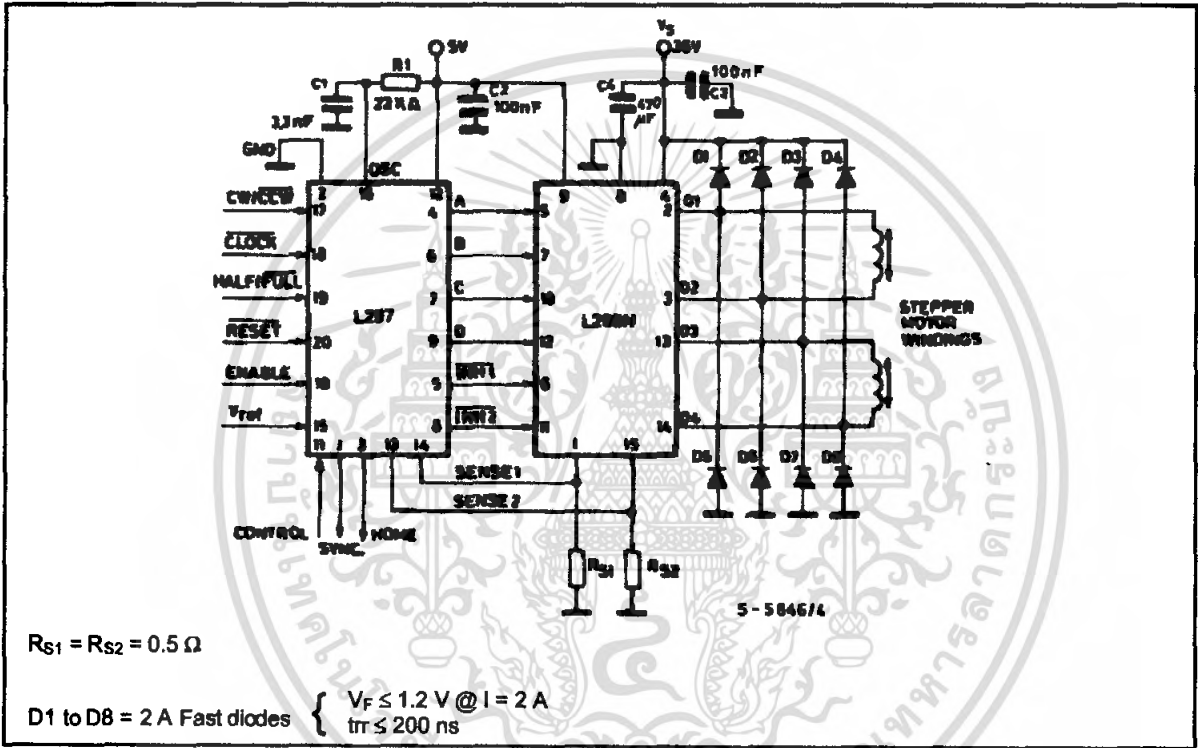 5V
Vs
36V
R1
C1
22KΩ
C2
100nF
3,3nF
C4
470
µF
100nF
C3
GND
OSC
2
16
12
9
8
4
D1
D2
D3
D4
CW/CCW
17
4
A
5
2
O1
CLOCK
18
6
B
7
HALF/FULL
19
7
C
10
3
O2
L297
L298N
STEPPER
MOTOR
WINDINGS
RESET
20
9
D
12
13
O3
ENABLE
10
5
INH1
6
Vref
15
8
INH2
11
14
O4
11
1
3
13
14
1
15
D5
D6
D7
D8
SENSE 1
SENSE 2
CONTROL
SYNC.
HOME
RS1
RS2
5-5846/4
RS1 = RS2 = 0.5 Ω
VF ≤ 1.2 V @ I = 2 A
D1 to D8 = 2 A Fast diodes {
trr ≤ 200 ns